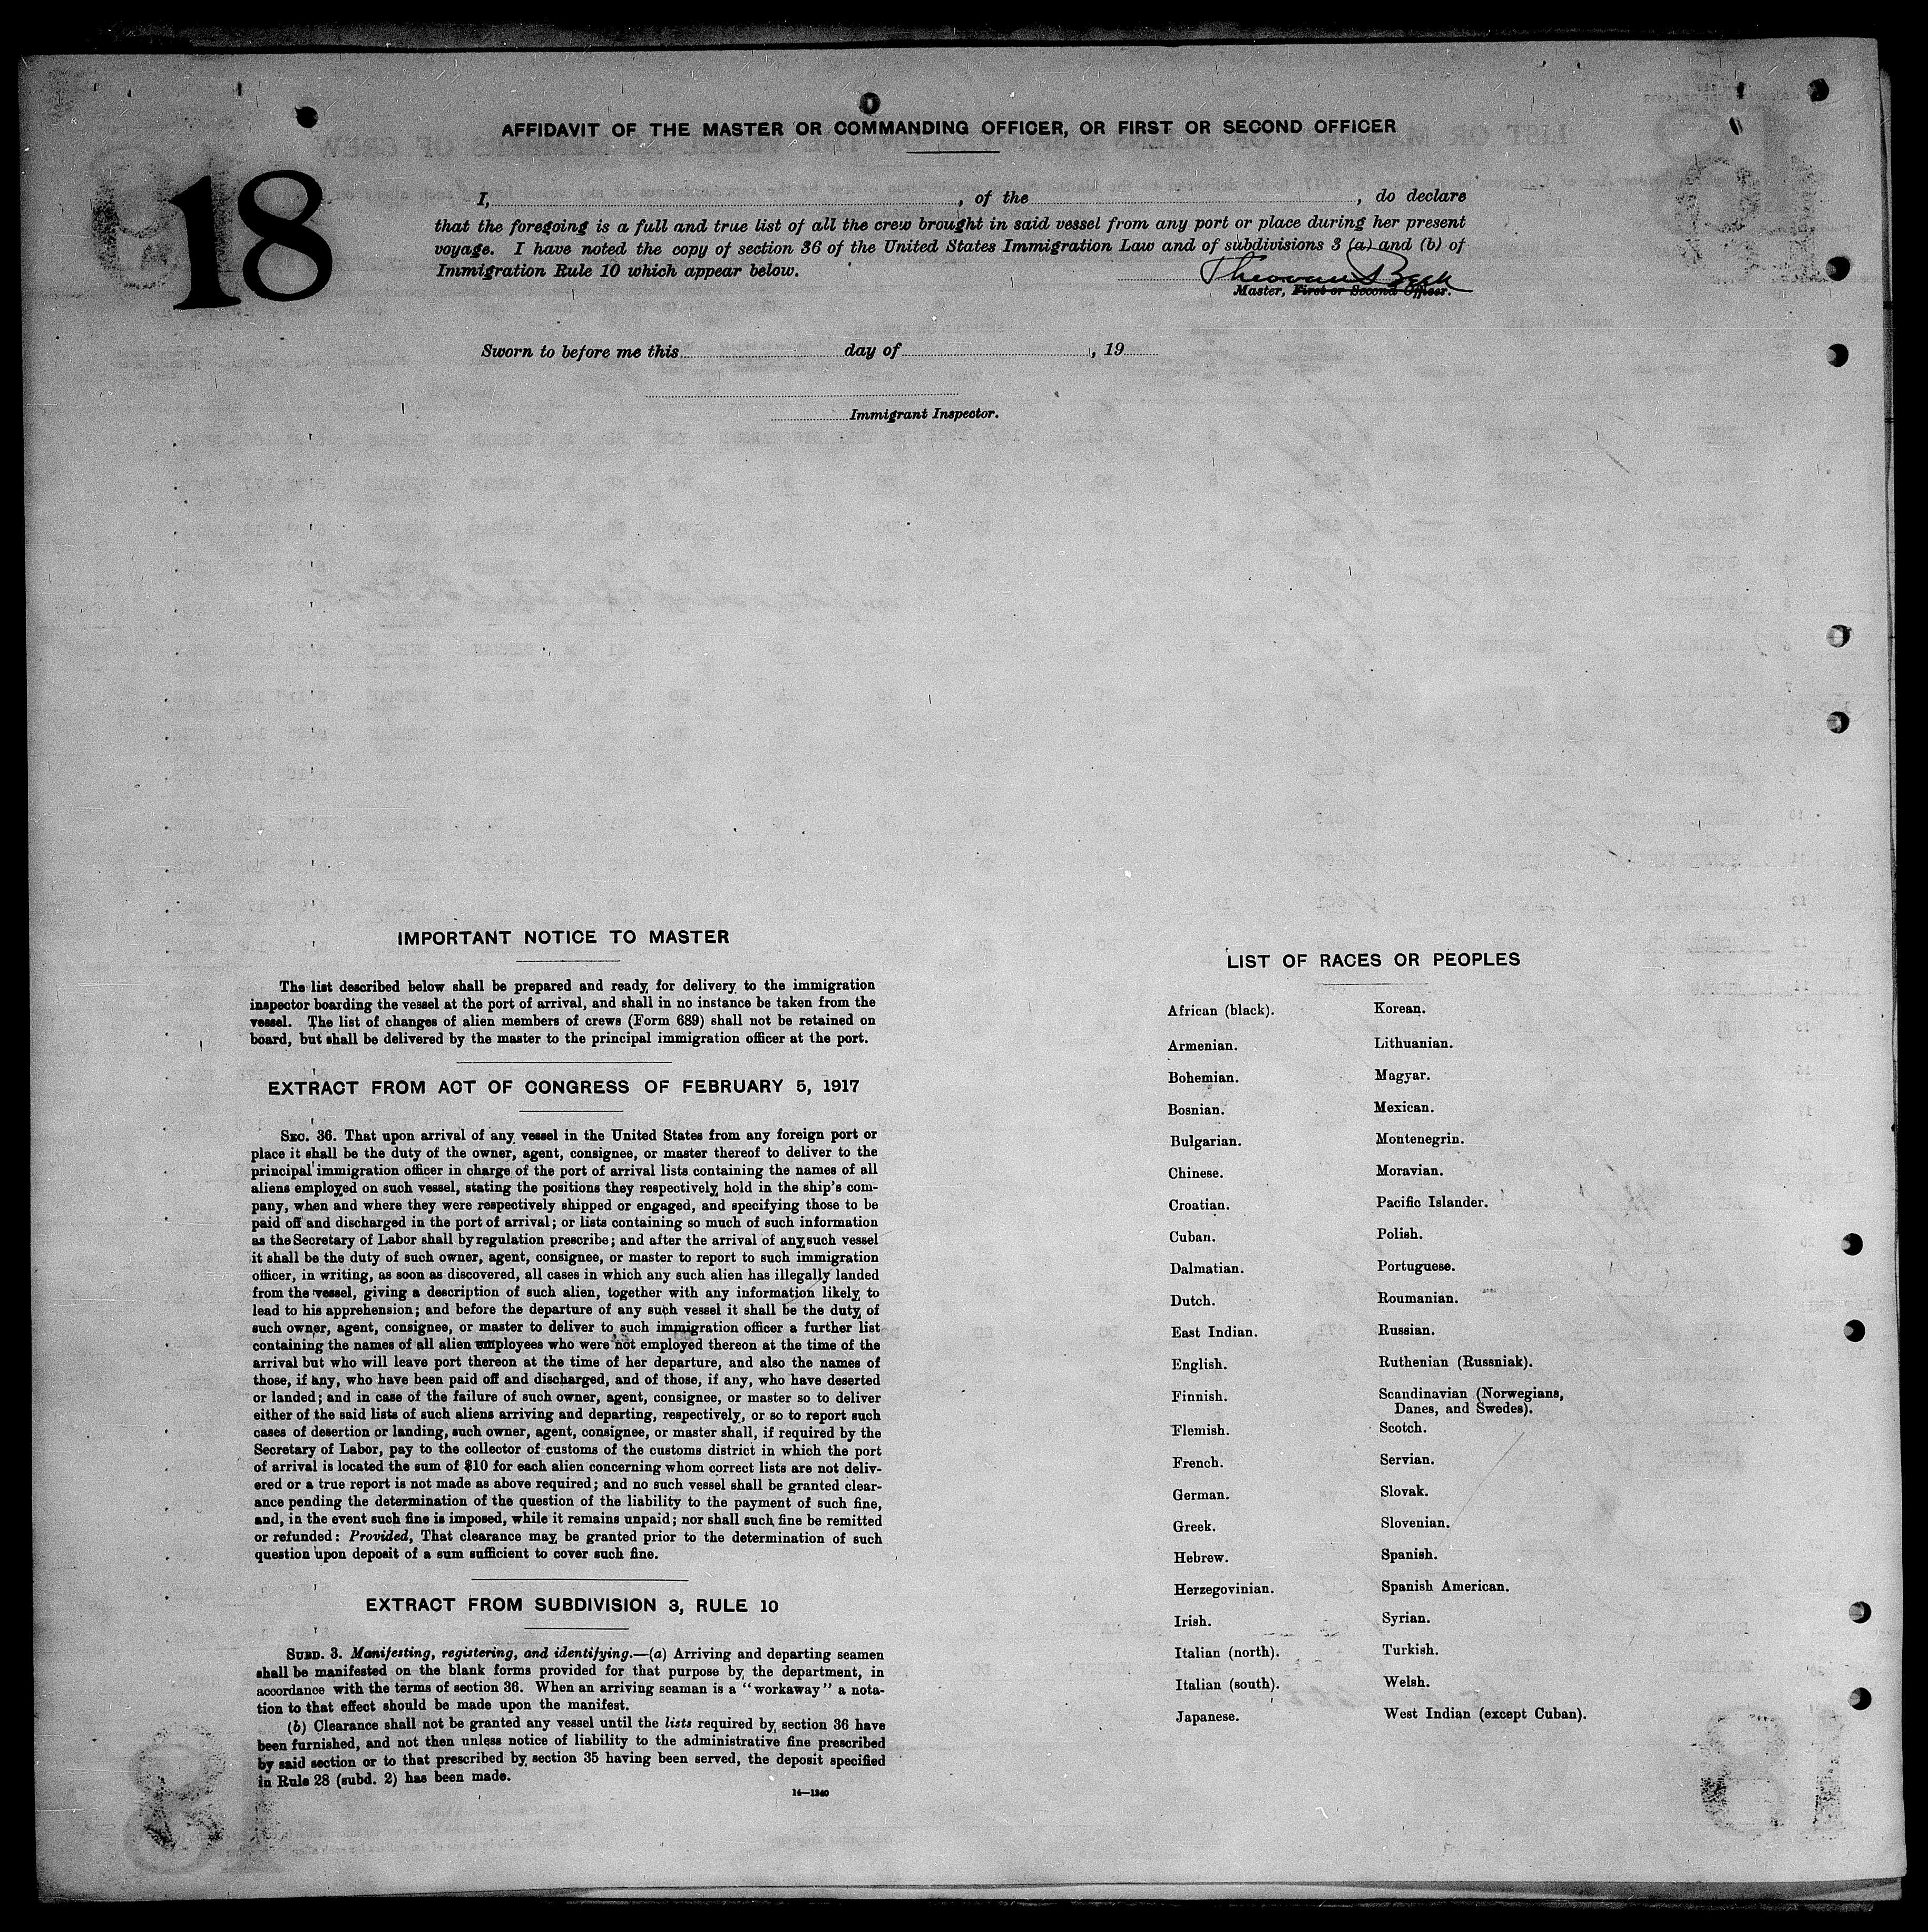 AFFIDAVIT OF THE MASTER OR COMMANDING OFFICER, OR FIRST OR SECOND OFFICER
18
I, , of the , do declare
that the foregoing is a full and true list of all the crew brought in said vessel from any port or place during her present
voyage. I have noted the copy of section 36 of the United States Immigration Law and of subdivisions 3 (a) and (b) of
Immigration Rule 10 which appear below.
Master, First or Second Officer.
Sworn to before me this day of , 19
Immigrant Inspector.
IMPORTANT NOTICE TO MASTER
The list described below shall be prepared and ready for delivery to the immigration
inspector boarding the vessel at the port of arrival, and shall in no instance be taken from the
vessel. The list of changes of alien members of crews (Form 689) shall not be retained on
board, but shall be delivered by the master to the principal immigration officer at the port.
EXTRACT FROM ACT OF CONGRESS OF FEBRUARY 5, 1917
SEC. 36. That upon arrival of any vessel in the United States from any foreign port or
place it shall be the duty of the owner, agent, consignee, or master thereof to deliver to the
principal immigration officer in charge of the port of arrival lists containing the names of all
aliens employed on such vessel, stating the positions they respectively hold in the ship's com-
pany, when and where they were respectively shipped or engaged, and specifying those to be
paid off and discharged in the port of arrival; or lists containing so much of such information
as the Secretary of Labor shall by regulation prescribe; and after the arrival of any such vessel
it shall be the duty of such owner, agent, consignee, or master to report to such immigration
officer, in writing, as soon as discovered, all cases in which any such alien has illegally landed
from the vessel, giving a description of such alien, together with any information likely to
lead to his apprehension; and before the departure of any such vessel it shall be the duty of
such owner, agent, consignee, or master to deliver to such immigration officer a further list
containing the names of all alien employees who were not employed thereon at the time of the
arrival but who will leave port thereon at the time of her departure, and also the names of
those, if any, who have been paid off and discharged, and of those, if any, who have deserted
or landed; and in case of the failure of such owner, agent, consignee, or master so to deliver
either of the said lists of such aliens arriving and departing, respectively, or so to report such
cases of desertion or landing, such owner, agent, consignee, or master shall, if required by the
Secretary of Labor, pay to the collector of customs of the customs district in which the port
of arrival is located the sum of $10 for each alien concerning whom correct lists are not deliv-
ered or a true report is not made as above required; and no such vessel shall be granted clear-
ance pending the determination of the question of the liability to the payment of such fine,
and, in the event such fine is imposed, while it remains unpaid; nor shall such fine be remitted
or refunded: Provided, That clearance may be granted prior to the determination of such
question upon deposit of a sum sufficient to cover such fine.
EXTRACT FROM SUBDIVISION 3, RULE 10
SUBD. 3. Manifesting, registering, and identifying.—(a) Arriving and departing seamen
shall be manifested on the blank forms provided for that purpose by the department, in
accordance with the terms of section 36. When an arriving seaman is a "workaway" a nota-
tion to that effect should be made upon the manifest.
(b) Clearance shall not be granted any vessel until the lists required by section 36 have
been furnished, and not then unless notice of liability to the administrative fine prescribed
by said section or to that prescribed by section 35 having been served, the deposit specified
in Rule 28 (subd. 2) has been made.
14—1240
LIST OF RACES OR PEOPLES
African (black).
Armenian.
Bohemian.
Bosnian.
Bulgarian.
Chinese.
Croatian.
Cuban.
Dalmatian.
Dutch.
East Indian.
English.
Finnish.
Flemish.
French.
German.
Greek.
Hebrew.
Herzegovinian.
Irish.
Italian (north).
Italian (south).
Japanese.
Korean.
Lithuanian.
Magyar.
Mexican.
Montenegrin.
Moravian.
Pacific Islander.
Polish.
Portuguese.
Roumanian.
Russian.
Ruthenian (Russniak).
Scandinavian (Norwegians,
Danes, and Swedes).
Scotch.
Servian.
Slovak.
Slovenian.
Spanish.
Spanish American.
Syrian.
Turkish.
Welsh.
West Indian (except Cuban).